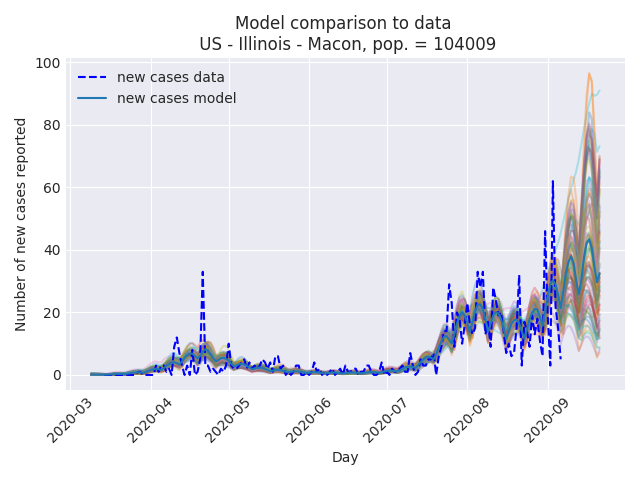 Model comparison to data
US - Illinois - Macon, pop. = 104009
new cases data
new cases model
Number of new cases reported
100
80
60
40
20
0
2020-03
2020-04
2020-05
2020-06
2020-07
2020-08
2020-09
Day